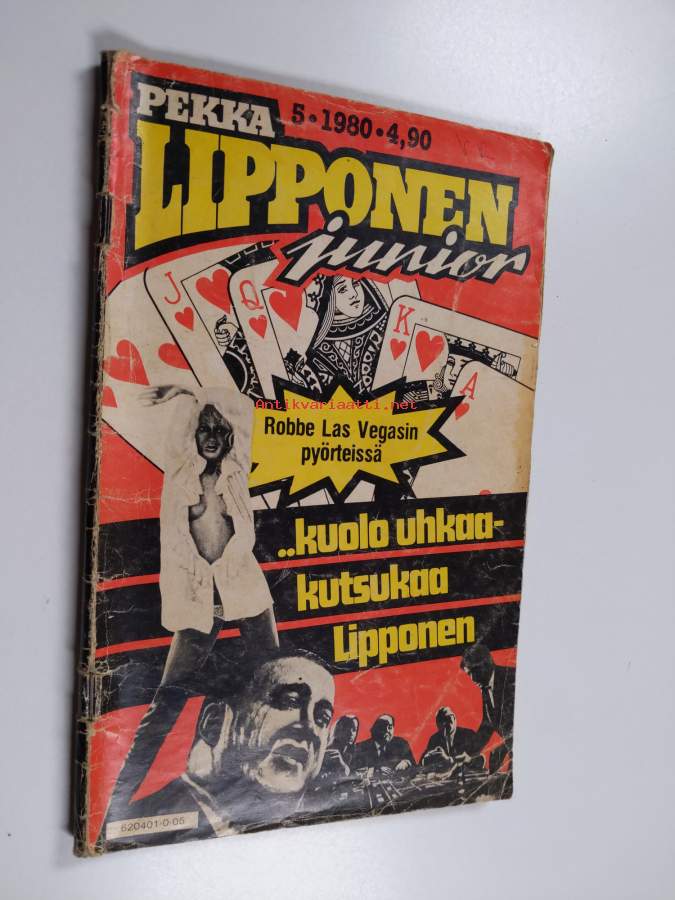 PEKKA
5•1980•4,90
LIPPONEN
junior
J
Q
K
A
Antikvariaatti.net
Robbe Las Vegasin
pyörteissä
..kuolo uhkaa-
kutsukaa
Lipponen
620401-0-05